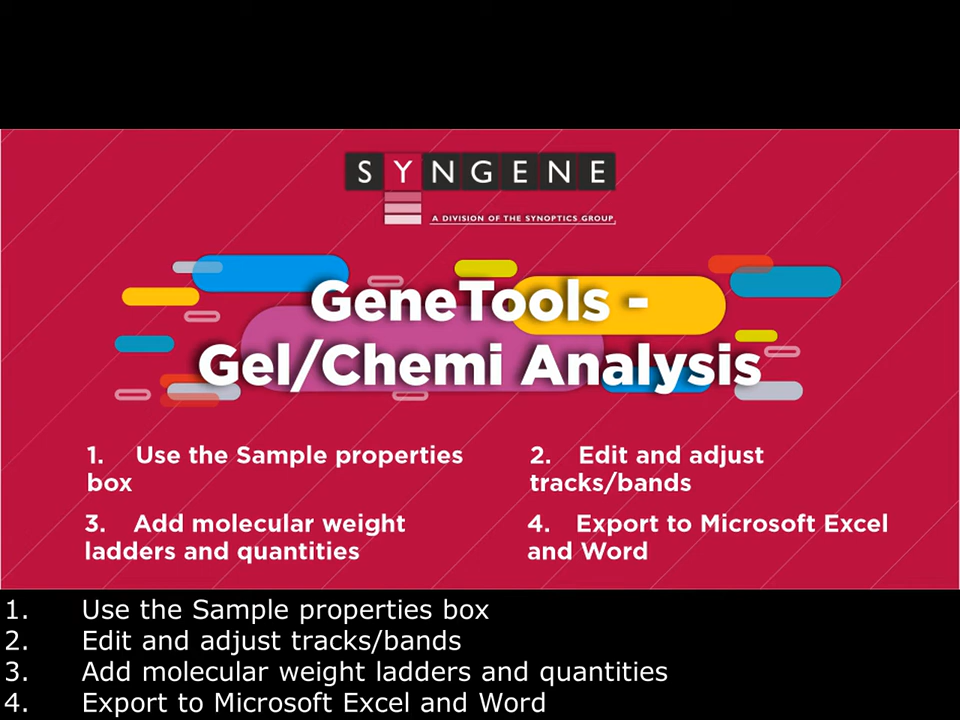 SYNGENE
A DIVISION OF THE SYNOPTICS GROUP
GeneTools -
Gel/Chemi Analysis
1. Use the Sample properties
box
2. Edit and adjust
tracks/bands
3. Add molecular weight
ladders and quantities
4. Export to Microsoft Excel
and Word
1. Use the Sample properties box
2. Edit and adjust tracks/bands
3. Add molecular weight ladders and quantities
4. Export to Microsoft Excel and Word